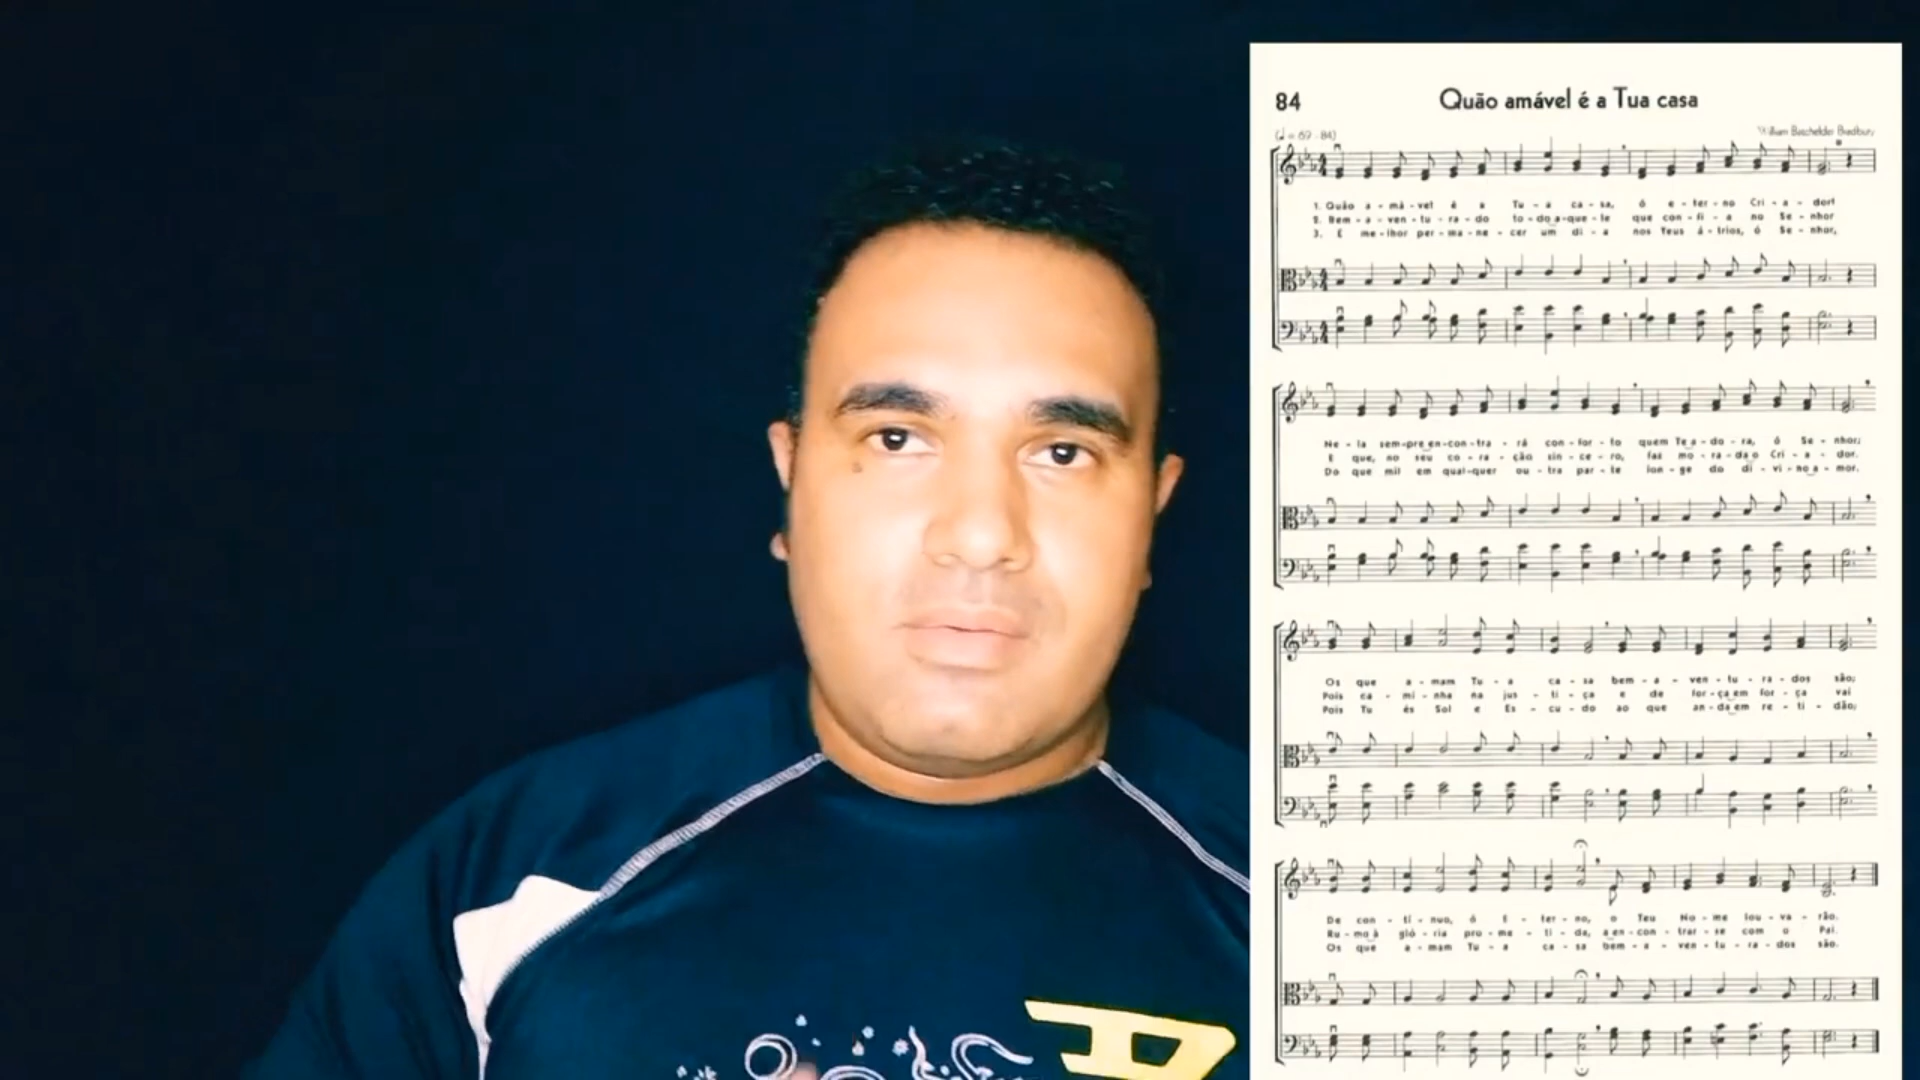 84
Quão amável é a Tua casa
(♩ = 69 - 84)
William Batchelder Bradbury
1. Quão a - má - vel é a Tu - a ca - sa, ó e - ter - no Cri - a - dor!
2. Bem - a - ven - tu - ra - do to - do a - que - le que con - fi - a no Se - nhor
3. É me - lhor per - ma - ne - cer um di - a nos Teus á - trios, ó Se - nhor,
Ne - la sem - pre en - con - tra - rá con - for - to quem Te a - do - ra, ó Se - nhor;
E que, no seu co - ra - ção sin - ce - ro, faz mo - ra - da o Cri - a - dor.
Do que mil em qual - quer ou - tra par - te lon - ge do di - vi - no a - mor.
Os que a - mam Tu - a ca - sa bem - a - ven - tu - ra - dos são;
Pois ca - mi - nha na jus - ti - ça e de for - ça em for - ça vai
Pois Tu és Sol e Es - cu - do ao que an - da em re - ti - dão;
De con - tí - nuo, ó E - ter - no, o Teu No - me lou - va - rão.
Ru - mo à gló - ria pro - me - ti - da, a en - con - trar - se com o Pai.
Os que a - mam Tu - a ca - sa bem - a - ven - tu - ra - dos são.